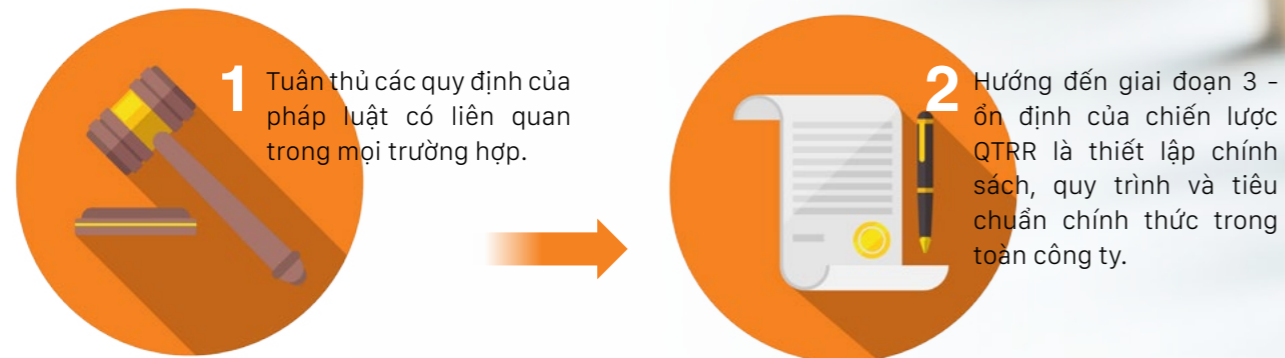 1
Tuân thủ các quy định của
pháp luật có liên quan
trong mọi trường hợp.
2
Hướng đến giai đoạn 3 -
ổn định của chiến lược
QTRR là thiết lập chính
sách, quy trình và tiêu
chuẩn chính thức trong
toàn công ty.